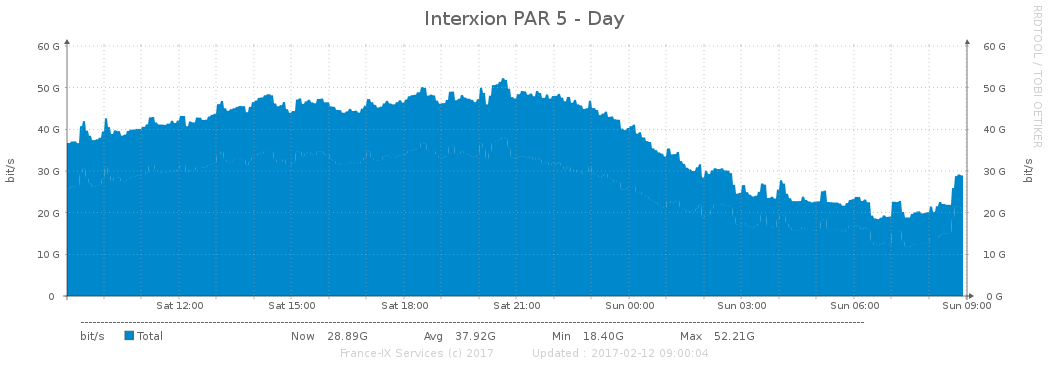 Interxion PAR 5 - Day
RRDTOOL / TOBI OETIKER
bit/s
bit/s
60 G
50 G
40 G
30 G
20 G
10 G
0
60 G
50 G
40 G
30 G
20 G
10 G
0 G
Sat 12:00 Sat 15:00 Sat 18:00 Sat 21:00 Sun 00:00 Sun 03:00 Sun 06:00 Sun 09:00
bit/s Total Now 28.89G Avg 37.92G Min 18.40G Max 52.21G
France-IX Services (c) 2017 Updated : 2017-02-12 09:00:04